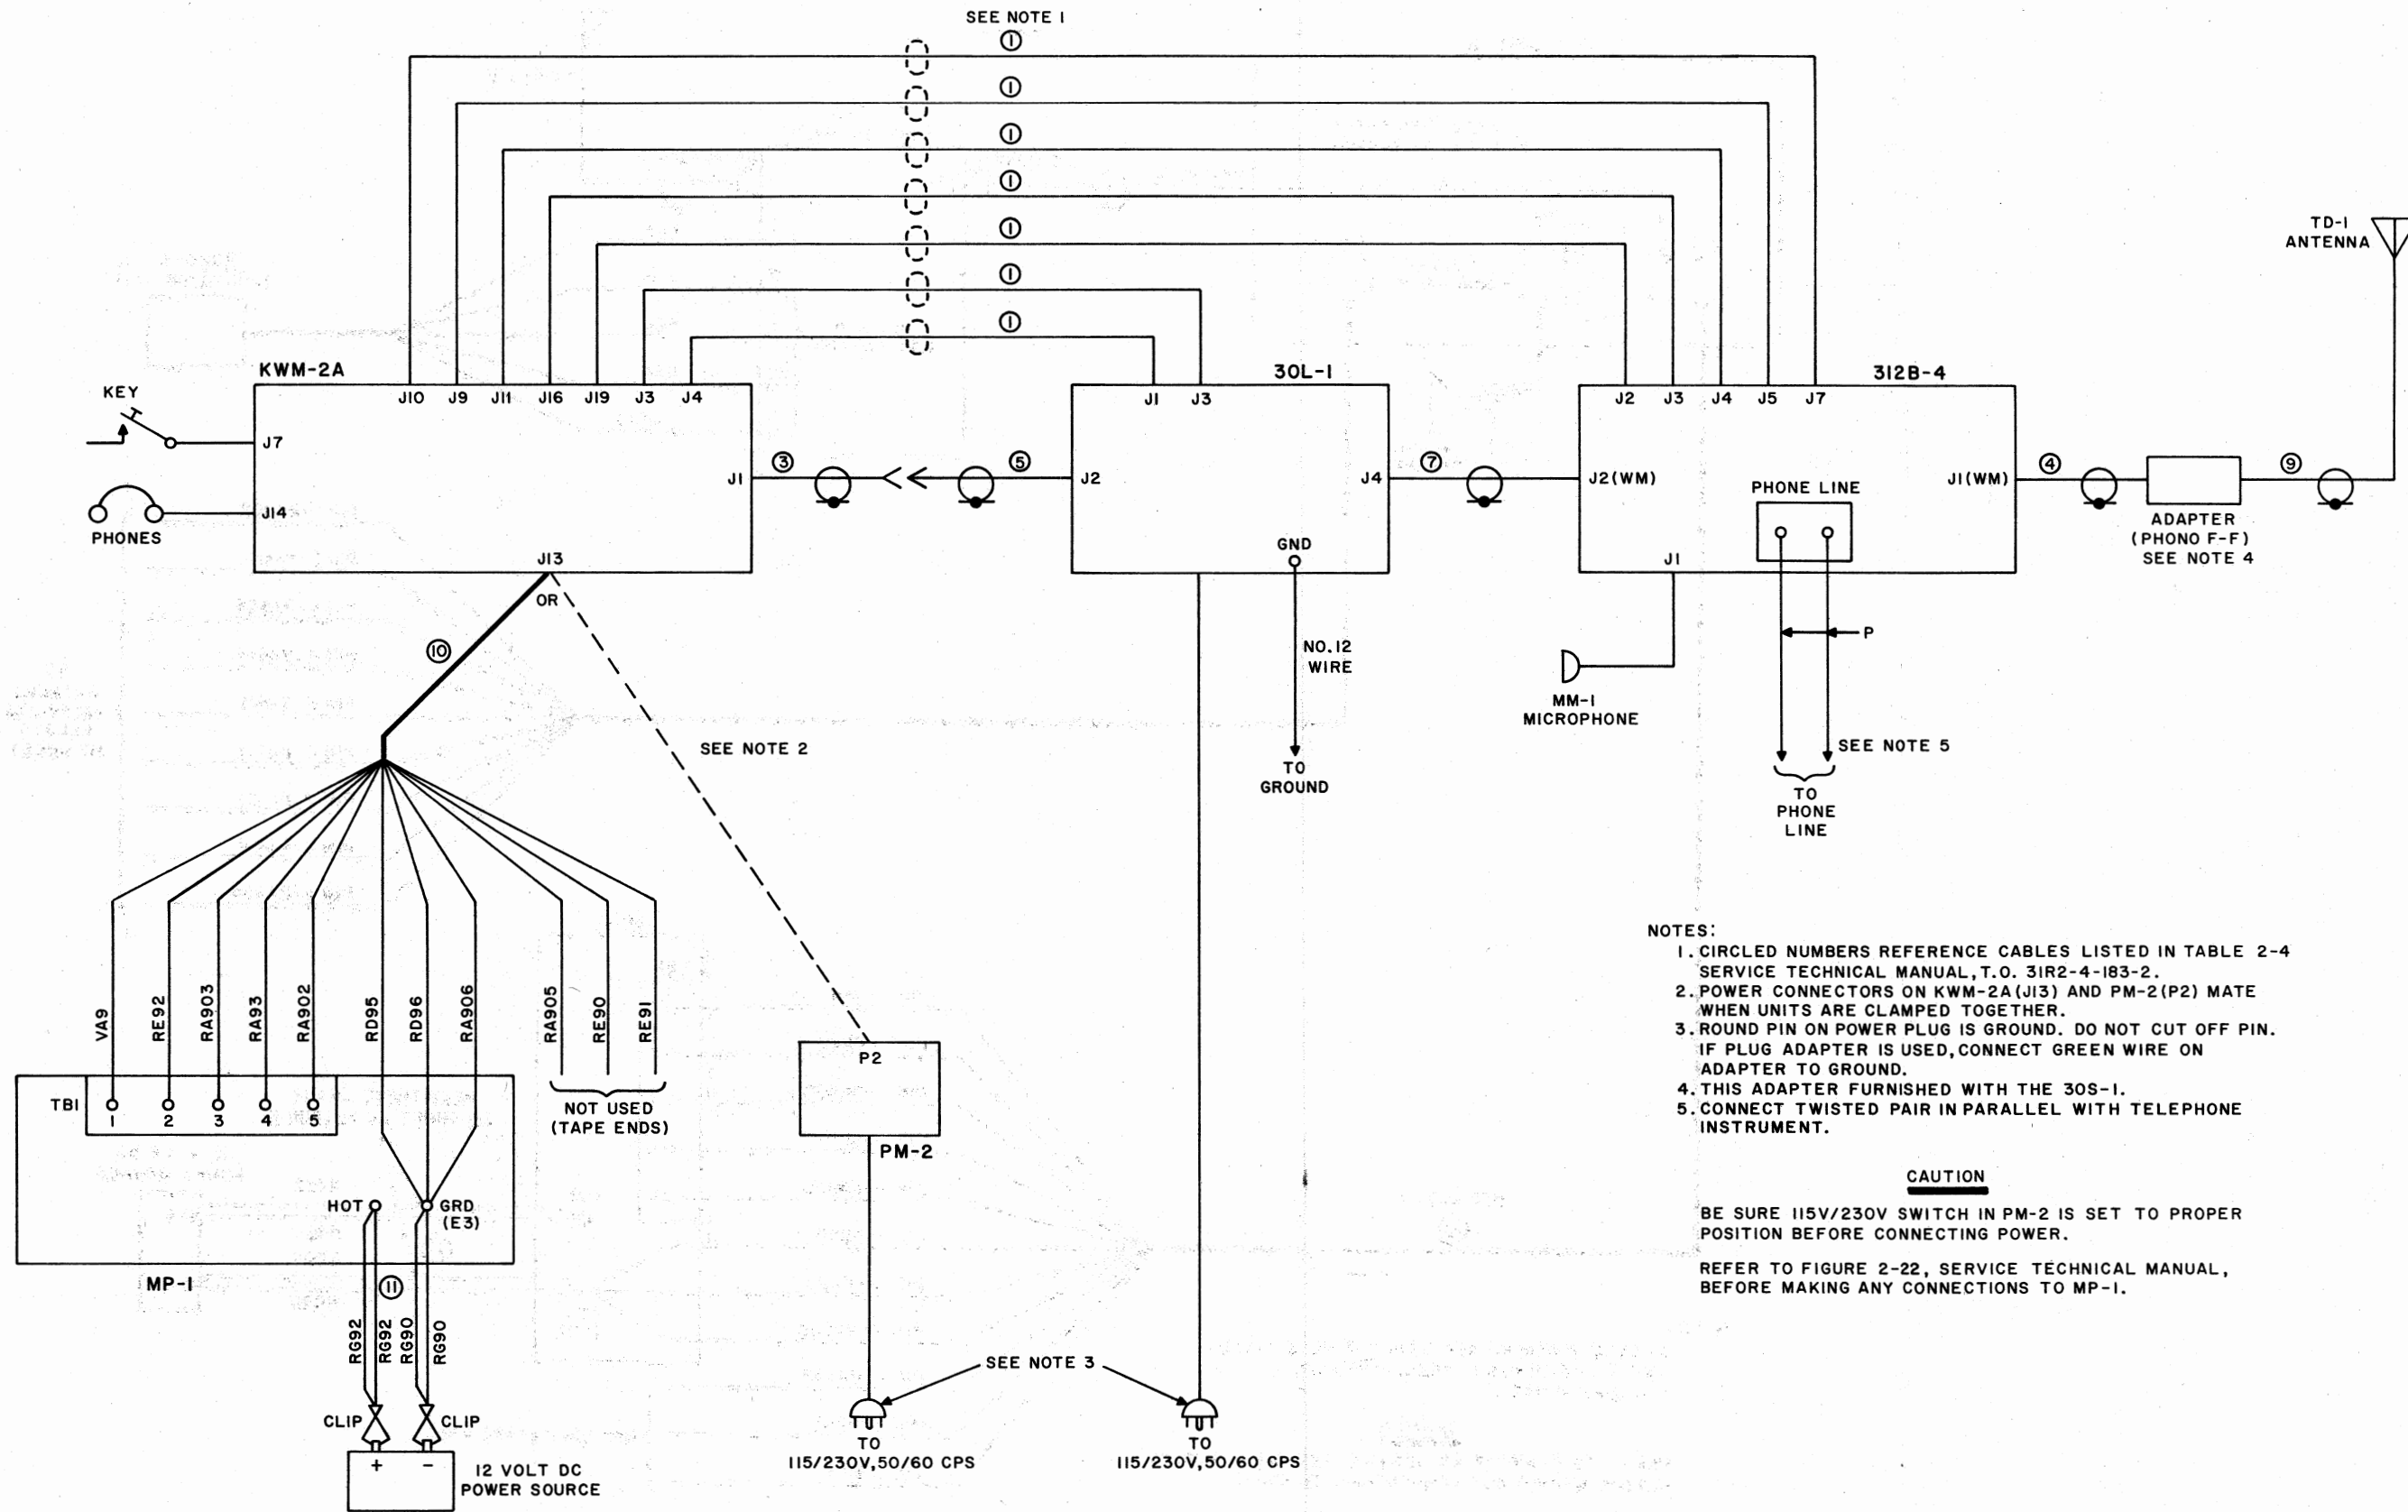 SEE NOTE 1
1
1
1
1
1
1
1
TD-1
ANTENNA
KWM-2A
30L-1
312B-4
KEY
J10 J9 J11 J16 J19 J3 J4
J1 J3
J2 J3 J4 J5 J7
J7
J1
3
5
J2
J4
7
J2(WM)
PHONE LINE
J1(WM)
4
9
J14
PHONES
ADAPTER
(PHONO F-F)
SEE NOTE 4
J13
GND
J1
OR
10
NO.12
WIRE
P
MM-1
MICROPHONE
SEE NOTE 2
SEE NOTE 5
TO
GROUND
TO
PHONE
LINE
VA9
RE92
RA903
RA93
RA902
RD95
RD96
RA906
RA905
RE90
RE91
TB1
1 2 3 4 5
NOT USED
(TAPE ENDS)
P2
PM-2
HOT
GRD
(E3)
MP-1
11
RG92
RG92
RG90
RG90
CLIP
CLIP
+ -
12 VOLT DC
POWER SOURCE
SEE NOTE 3
TO
115/230V,50/60 CPS
TO
115/230V,50/60 CPS
NOTES:
1. CIRCLED NUMBERS REFERENCE CABLES LISTED IN TABLE 2-4
SERVICE TECHNICAL MANUAL, T.O. 31R2-4-183-2.
2. POWER CONNECTORS ON KWM-2A(J13) AND PM-2(P2) MATE
WHEN UNITS ARE CLAMPED TOGETHER.
3. ROUND PIN ON POWER PLUG IS GROUND. DO NOT CUT OFF PIN.
IF PLUG ADAPTER IS USED, CONNECT GREEN WIRE ON
ADAPTER TO GROUND.
4. THIS ADAPTER FURNISHED WITH THE 30S-1.
5. CONNECT TWISTED PAIR IN PARALLEL WITH TELEPHONE
INSTRUMENT.
CAUTION
BE SURE 115V/230V SWITCH IN PM-2 IS SET TO PROPER
POSITION BEFORE CONNECTING POWER.
REFER TO FIGURE 2-22, SERVICE TECHNICAL MANUAL,
BEFORE MAKING ANY CONNECTIONS TO MP-1.